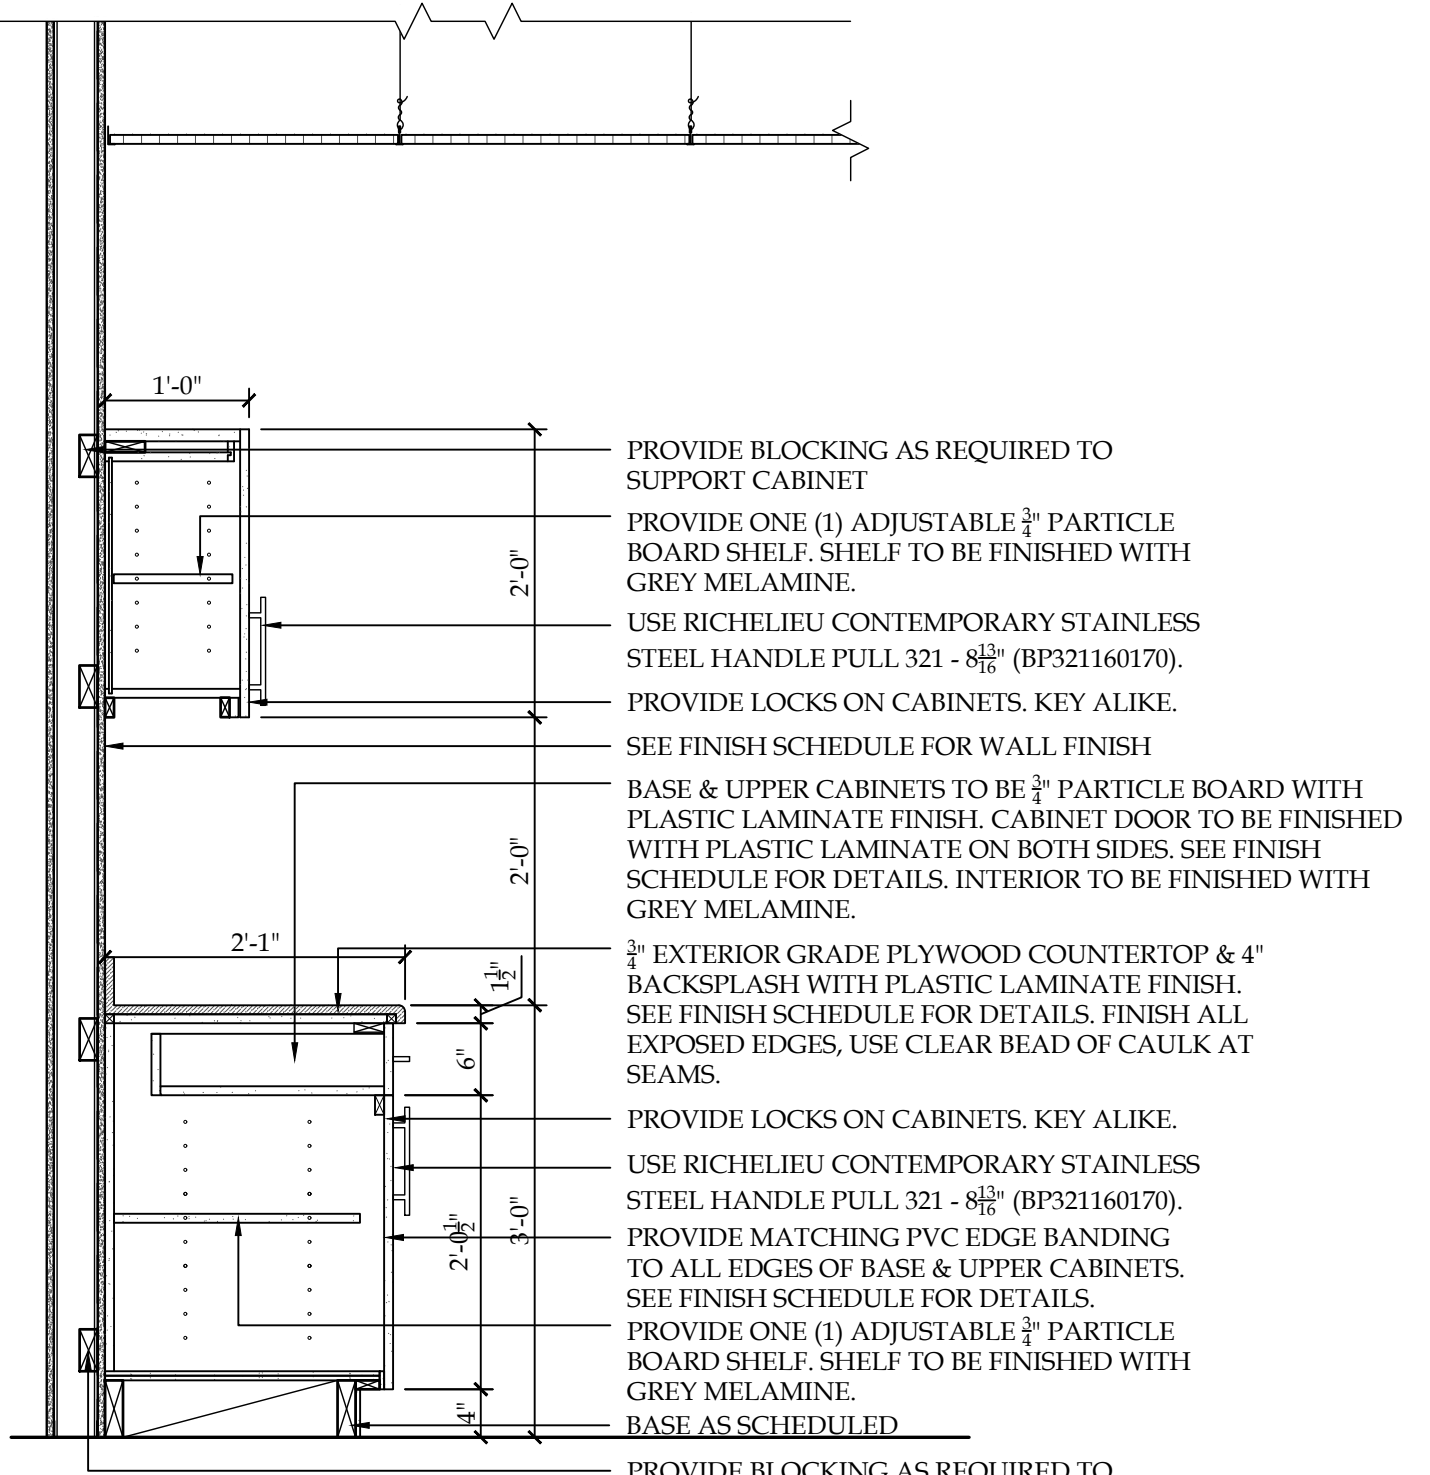 1'-0"
PROVIDE BLOCKING AS REQUIRED TO
SUPPORT CABINET
PROVIDE ONE (1) ADJUSTABLE 3/4" PARTICLE
BOARD SHELF. SHELF TO BE FINISHED WITH
GREY MELAMINE.
2'-0"
USE RICHELIEU CONTEMPORARY STAINLESS
STEEL HANDLE PULL 321 - 8 13/16" (BP321160170).
PROVIDE LOCKS ON CABINETS. KEY ALIKE.
SEE FINISH SCHEDULE FOR WALL FINISH
BASE & UPPER CABINETS TO BE 3/4" PARTICLE BOARD WITH
PLASTIC LAMINATE FINISH. CABINET DOOR TO BE FINISHED
WITH PLASTIC LAMINATE ON BOTH SIDES. SEE FINISH
SCHEDULE FOR DETAILS. INTERIOR TO BE FINISHED WITH
GREY MELAMINE.
2'-0"
2'-1"
3/4" EXTERIOR GRADE PLYWOOD COUNTERTOP & 4"
BACKSPLASH WITH PLASTIC LAMINATE FINISH.
SEE FINISH SCHEDULE FOR DETAILS. FINISH ALL
EXPOSED EDGES, USE CLEAR BEAD OF CAULK AT
SEAMS.
1 1/2"
6"
PROVIDE LOCKS ON CABINETS. KEY ALIKE.
USE RICHELIEU CONTEMPORARY STAINLESS
STEEL HANDLE PULL 321 - 8 13/16" (BP321160170).
2'-0 1/2"
3'-0"
PROVIDE MATCHING PVC EDGE BANDING
TO ALL EDGES OF BASE & UPPER CABINETS.
SEE FINISH SCHEDULE FOR DETAILS.
PROVIDE ONE (1) ADJUSTABLE 3/4" PARTICLE
BOARD SHELF. SHELF TO BE FINISHED WITH
GREY MELAMINE.
4"
BASE AS SCHEDULED
PROVIDE BLOCKING AS REQUIRED TO